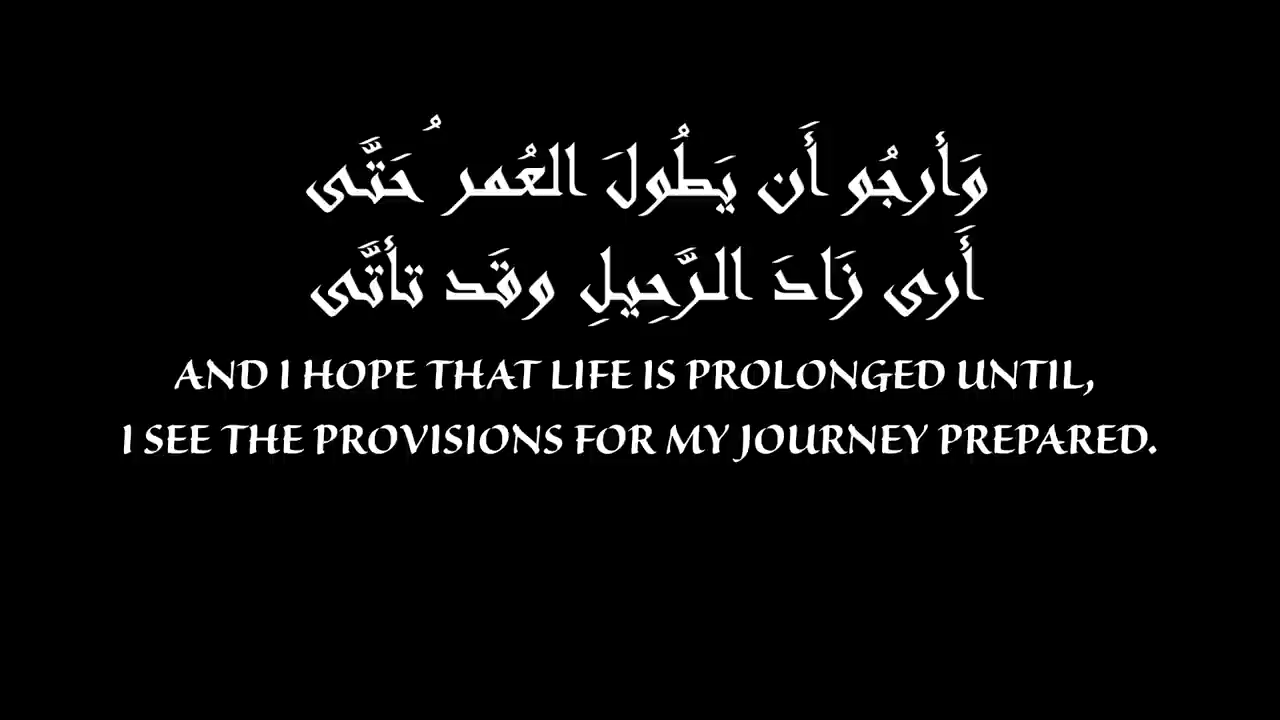 وَأرجُو أَن يَطُولَ العُمر ُحَتَّى
أَرى زَادَ الرَّحِيلِ وقَد تأتَّى
AND I HOPE THAT LIFE IS PROLONGED UNTIL,
I SEE THE PROVISIONS FOR MY JOURNEY PREPARED.